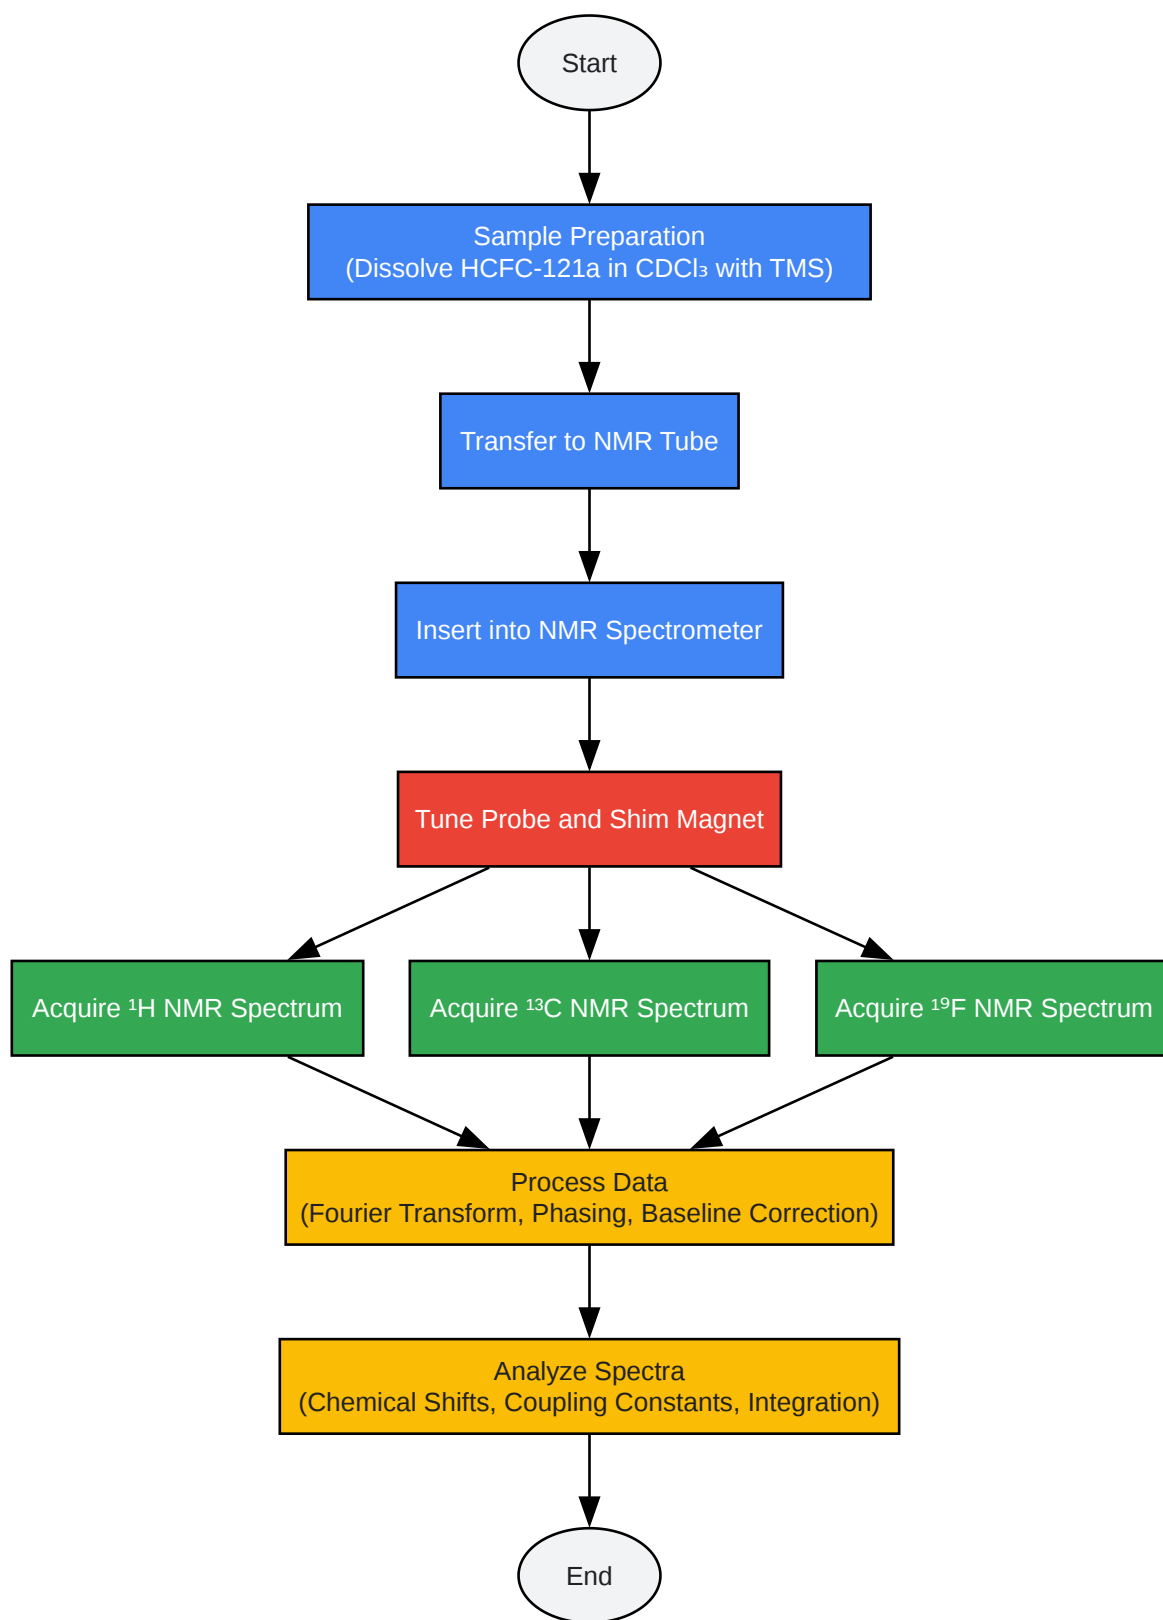 Start
Sample Preparation
(Dissolve HCFC-121a in CDCl₃ with TMS)
Transfer to NMR Tube
Insert into NMR Spectrometer
Tune Probe and Shim Magnet
Acquire ¹H NMR Spectrum
Acquire ¹³C NMR Spectrum
Acquire ¹⁹F NMR Spectrum
Process Data
(Fourier Transform, Phasing, Baseline Correction)
Analyze Spectra
(Chemical Shifts, Coupling Constants, Integration)
End